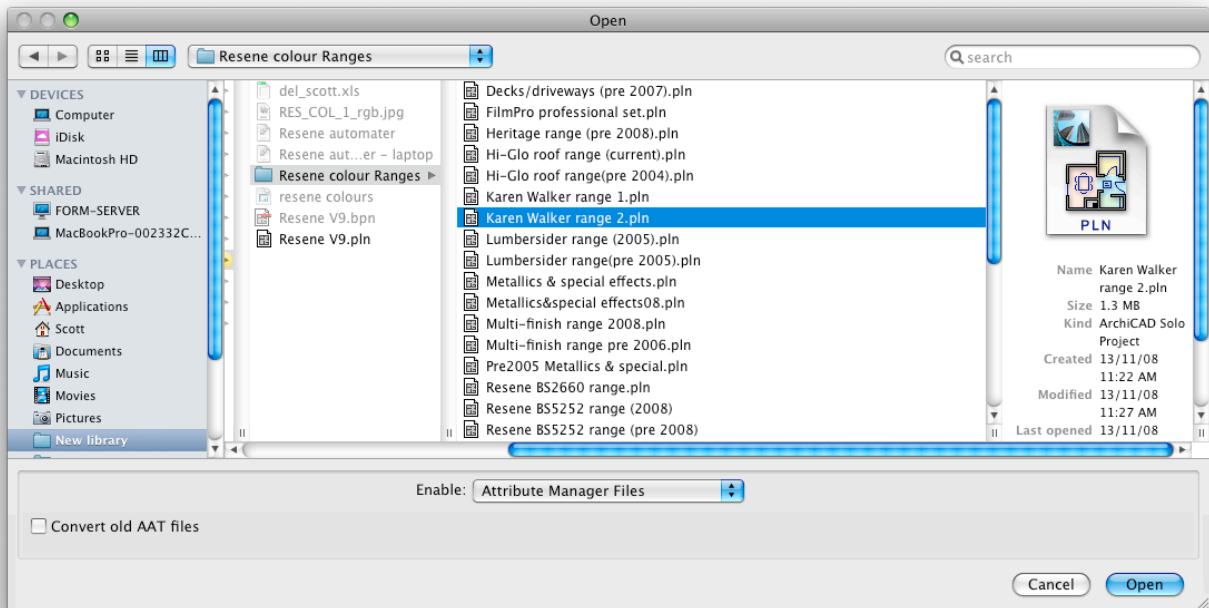 Open
Resene colour Ranges
search
DEVICES
Computer
iDisk
Macintosh HD
SHARED
FORM-SERVER
MacBookPro-002332C...
PLACES
Desktop
Applications
Scott
Documents
Music
Movies
Pictures
New library
del_scott.xls
RES_COL_1_rgb.jpg
Resene automater
Resene aut...er - laptop
Resene colour Ranges
resene colours
Resene V9.bpn
Resene V9.pln
Decks/driveways (pre 2007).pln
FilmPro professional set.pln
Heritage range (pre 2008).pln
Hi-Glo roof range (current).pln
Hi-Glo roof range(pre 2004).pln
Karen Walker range 1.pln
Karen Walker range 2.pln
Lumbersider range (2005).pln
Lumbersider range(pre 2005).pln
Metallics & special effects.pln
Metallics&special effects08.pln
Multi-finish range 2008.pln
Multi-finish range pre 2006.pln
Pre2005 Metallics & special.pln
Resene BS2660 range.pln
Resene BS5252 range (2008)
Resene BS5252 range (pre 2008)
PLN
Name Karen Walker
range 2.pln
Size 1.3 MB
Kind ArchiCAD Solo
Project
Created 13/11/08
11:22 AM
Modified 13/11/08
11:27 AM
Last opened 13/11/08
Enable: Attribute Manager Files
Convert old AAT files
Cancel
Open